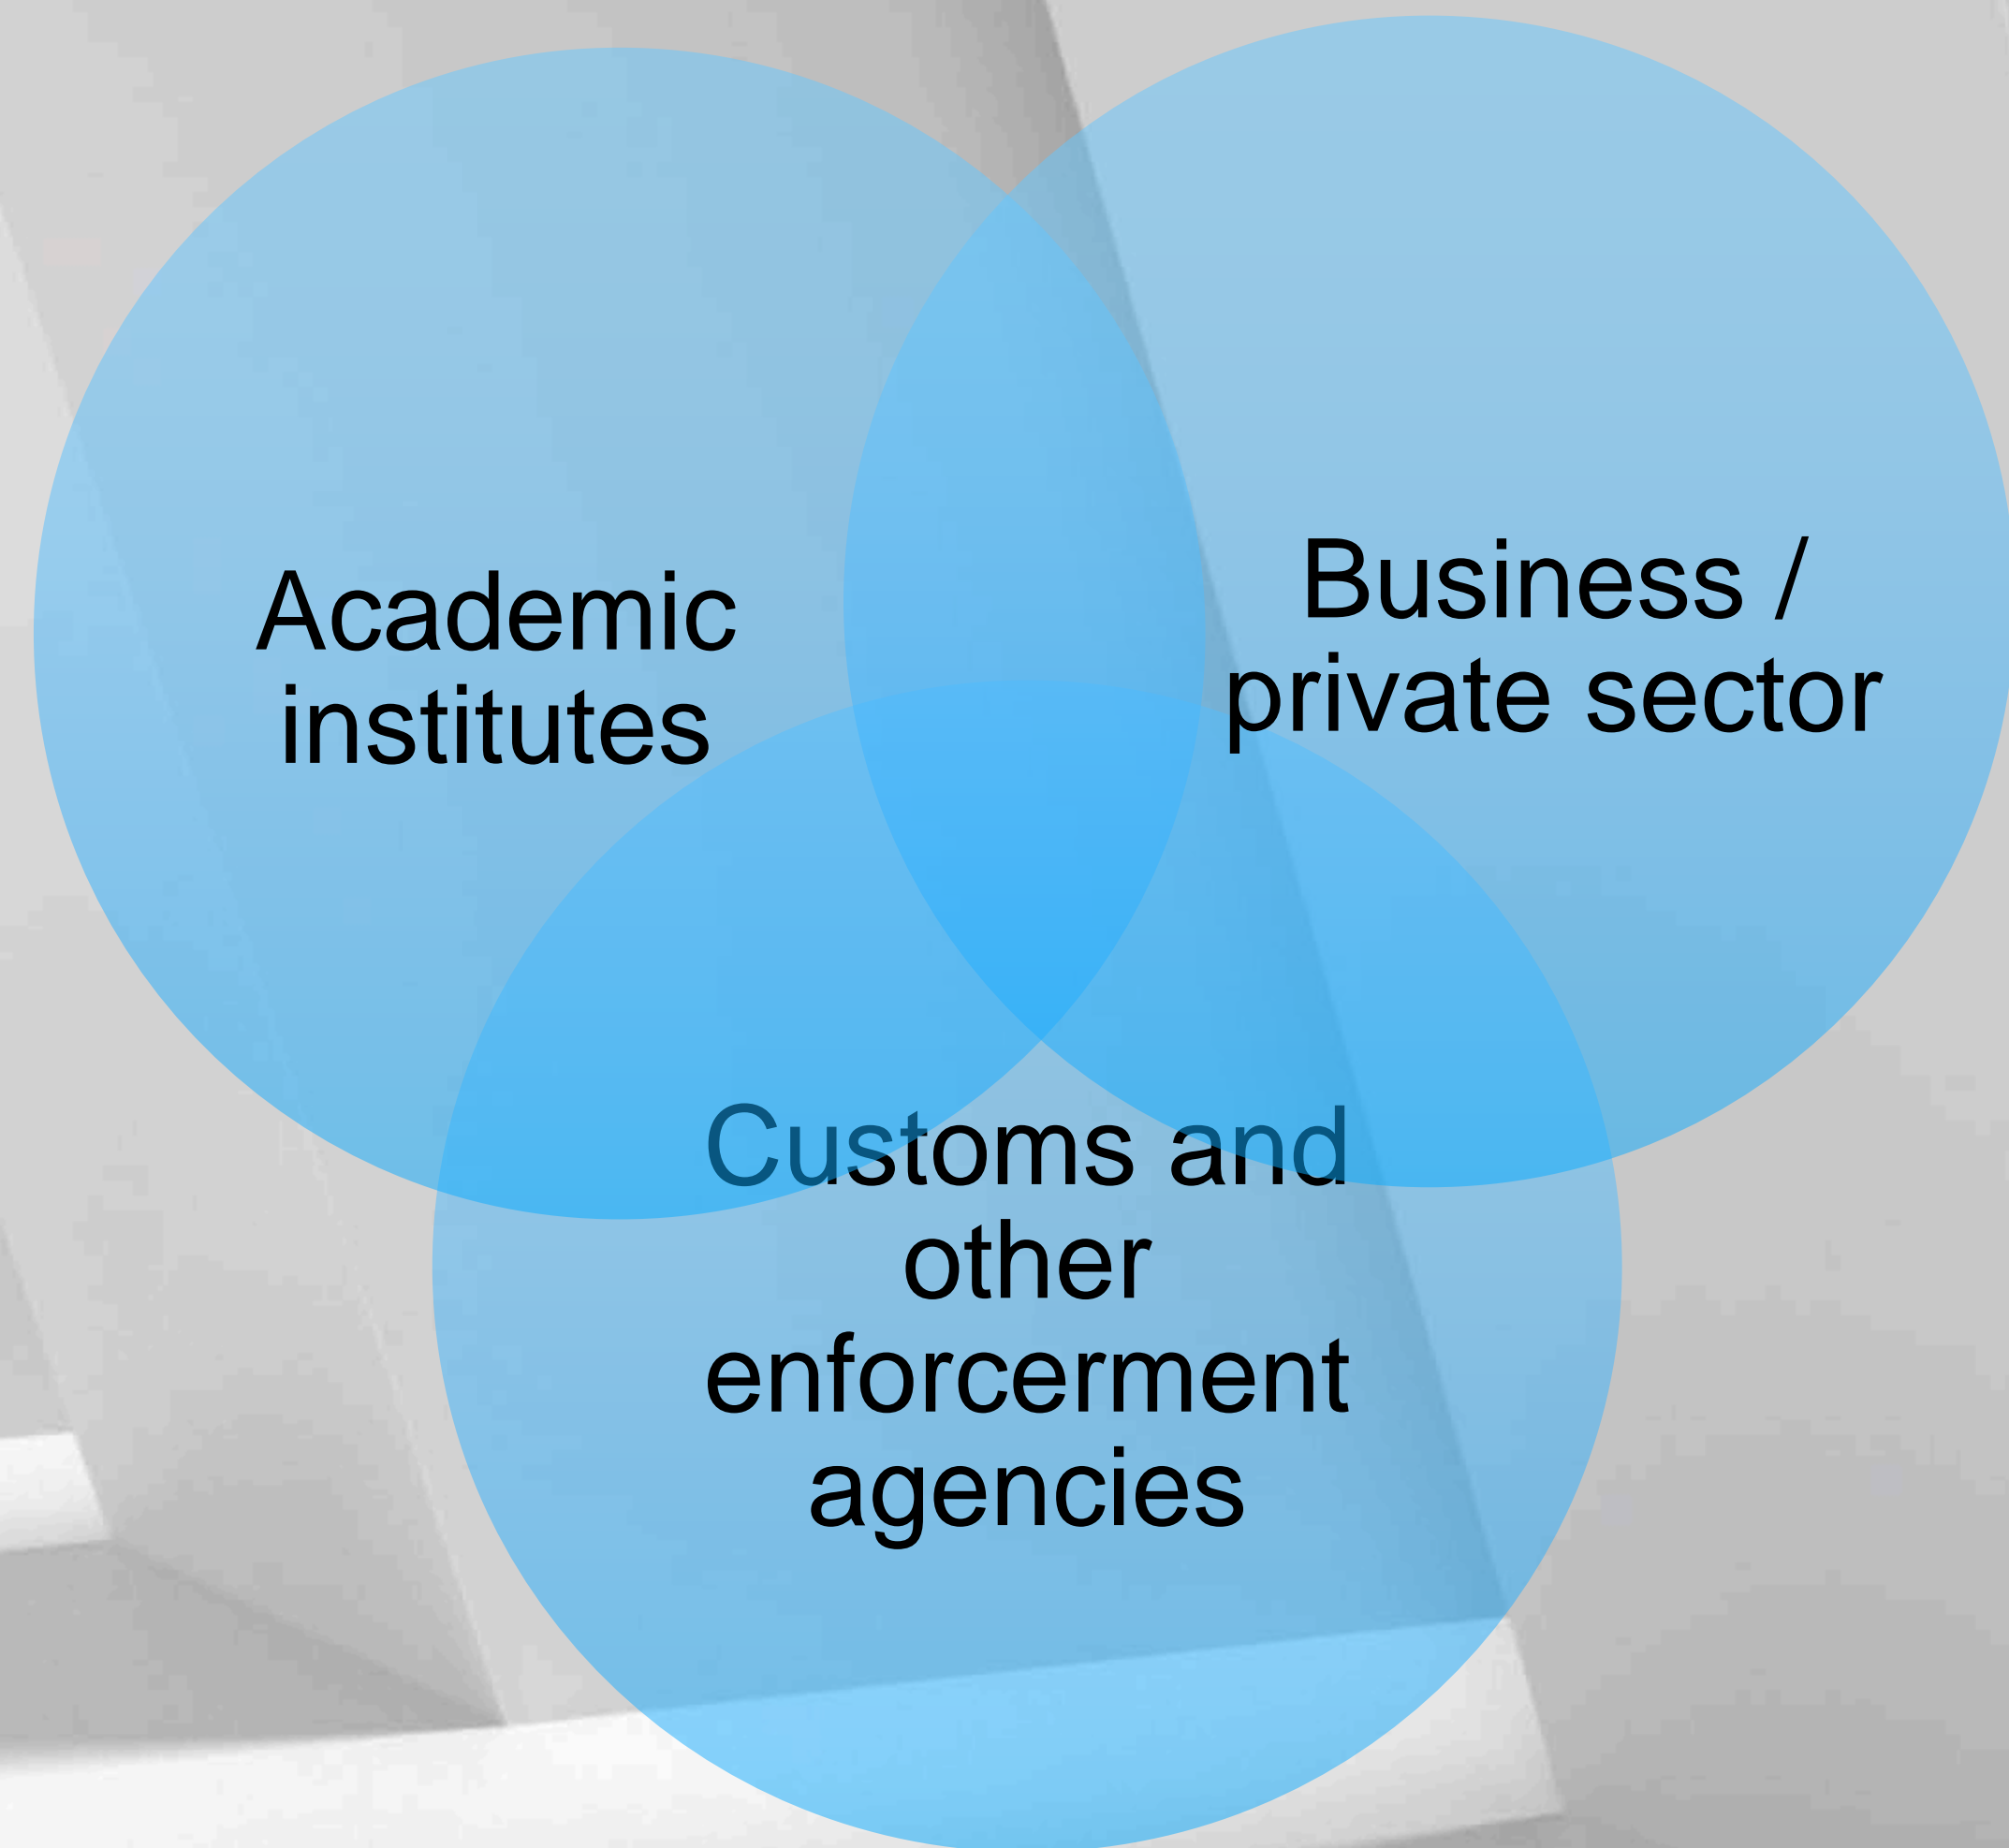 Academic
institutes
Business /
private sector
Customs and
other
enforcerment
agencies